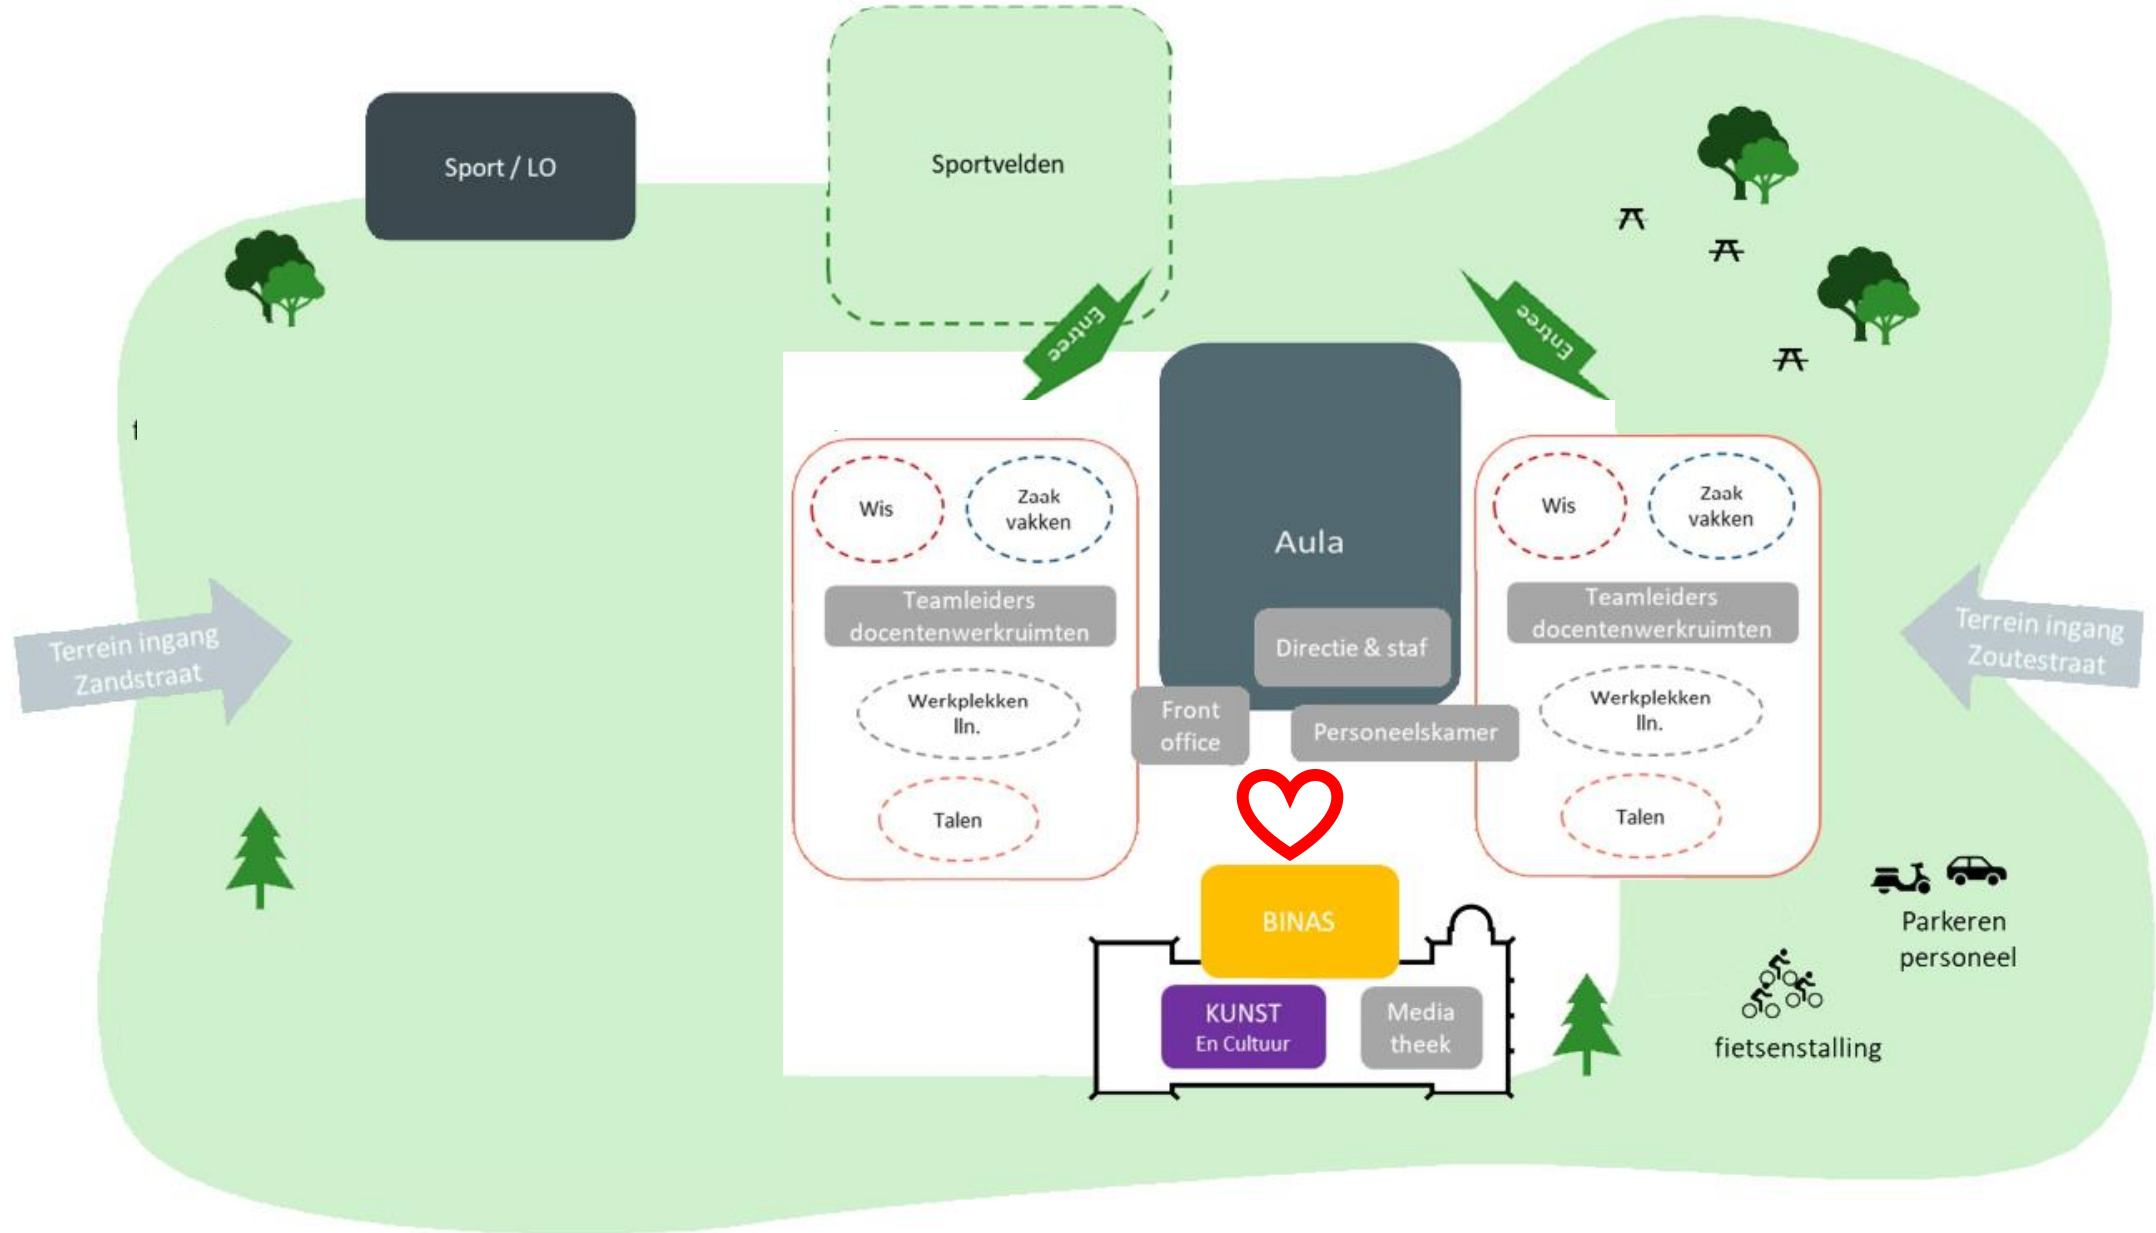 Sport / LO
Sportvelden
Entree
Entree
Wis
Zaak
vakken
Teamleiders
docentenwerkruimten
Werkplekken
lln.
Talen
Aula
Directie & staf
Front
office
Personeelskamer
Wis
Zaak
vakken
Teamleiders
docentenwerkruimten
Werkplekken
lln.
Talen
Terrein ingang
Zandstraat
Terrein ingang
Zoutestraat
BINAS
KUNST
En Cultuur
Media
theek
Parkeren
personeel
fietsenstalling